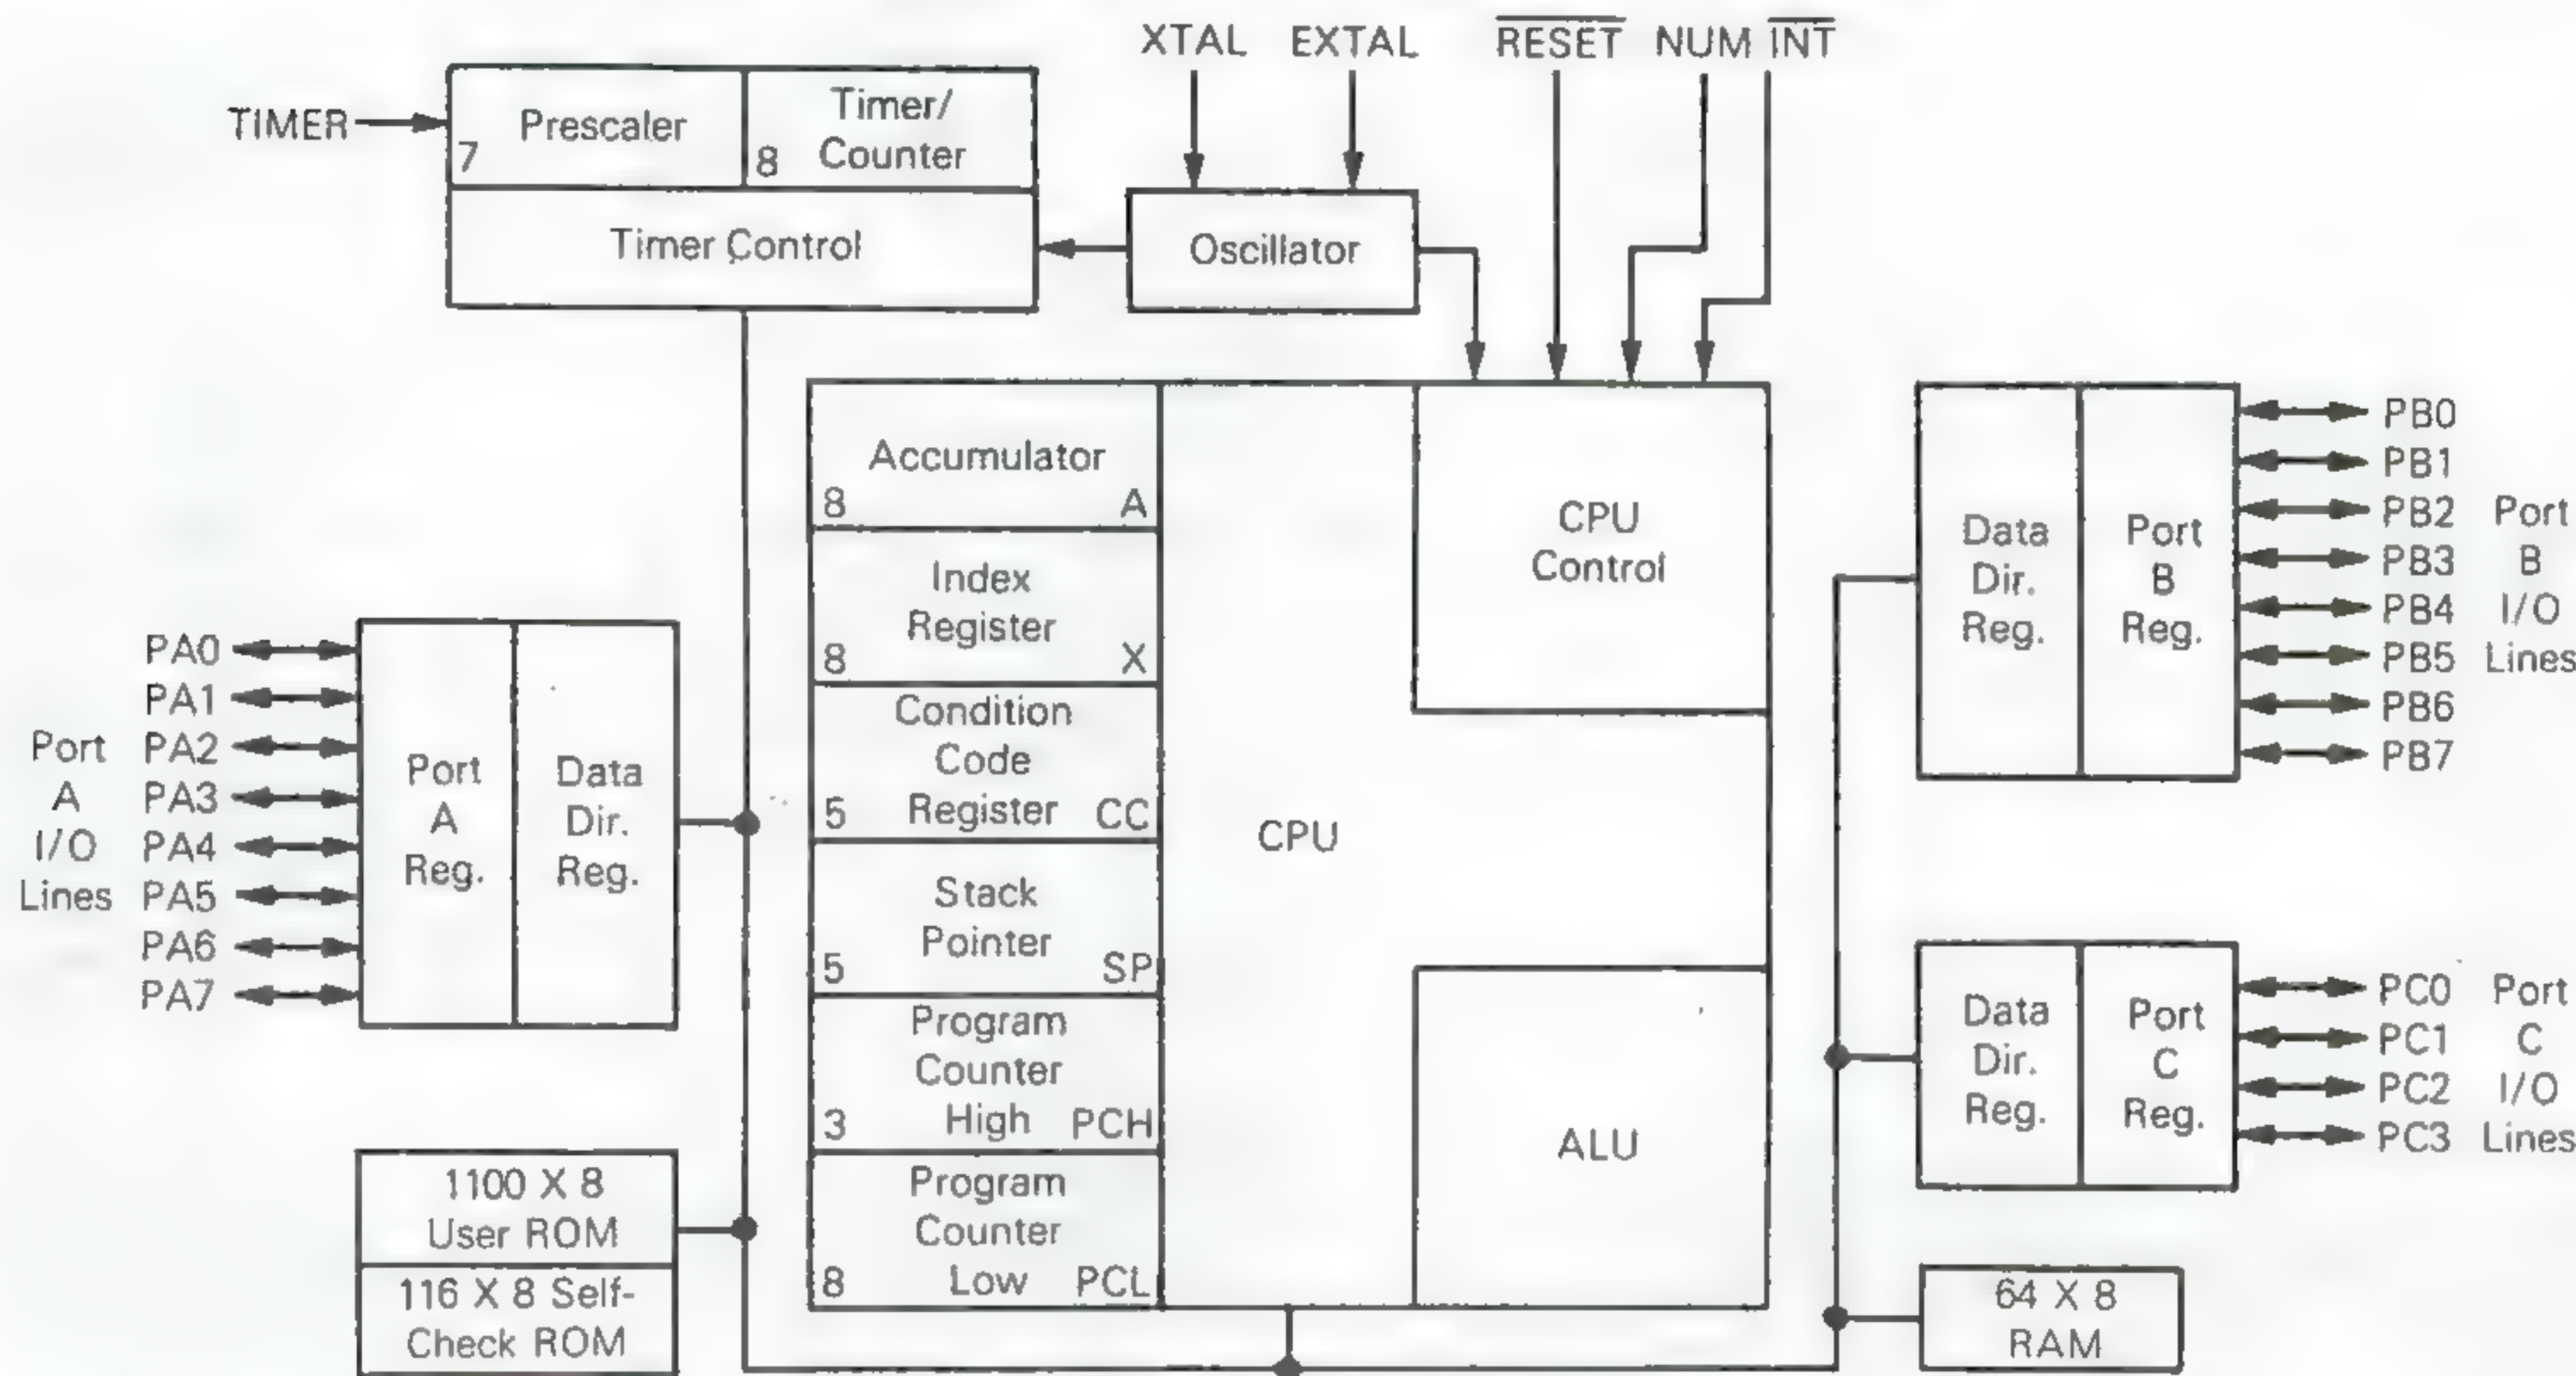 XTAL EXTAL RESET NUM INT
TIMER
Prescaler
7
Timer/
Counter
8
Timer Control
Oscillator
Accumulator
8 A
Index
Register
8 X
Condition
Code
Register
5 CC
Stack
Pointer
5 SP
Program
Counter
High
3 PCH
Program
Counter
Low
8 PCL
CPU
CPU
Control
ALU
Port
A
I/O
Lines
PA0
PA1
PA2
PA3
PA4
PA5
PA6
PA7
Port
A
Reg.
Data
Dir.
Reg.
1100 X 8
User ROM
116 X 8 Self-
Check ROM
Data
Dir.
Reg.
Port
B
Reg.
PB0
PB1
PB2
PB3
PB4
PB5
PB6
PB7
Port
B
I/O
Lines
Data
Dir.
Reg.
Port
C
Reg.
PC0
PC1
PC2
PC3
Port
C
I/O
Lines
64 X 8
RAM